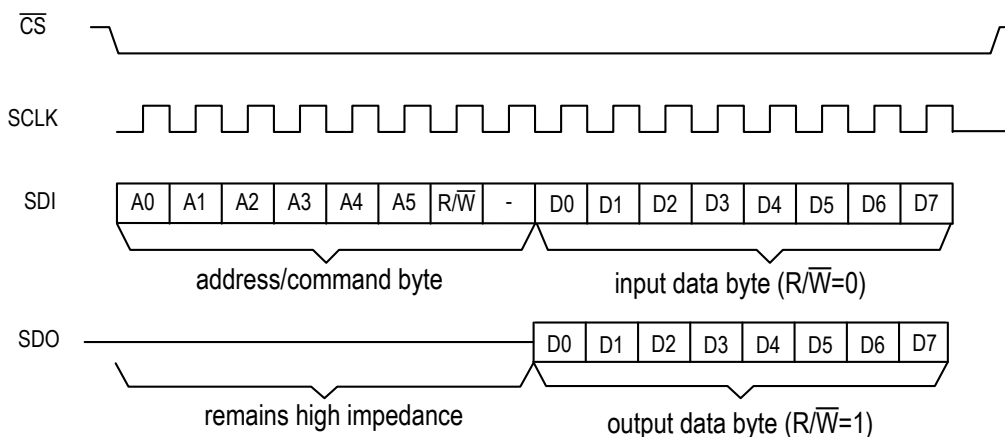 C̅S̅
SCLK
SDI A0 A1 A2 A3 A4 A5 R/W̅ - D0 D1 D2 D3 D4 D5 D6 D7
address/command byte input data byte (R/W̅=0)
SDO D0 D1 D2 D3 D4 D5 D6 D7
remains high impedance output data byte (R/W̅=1)